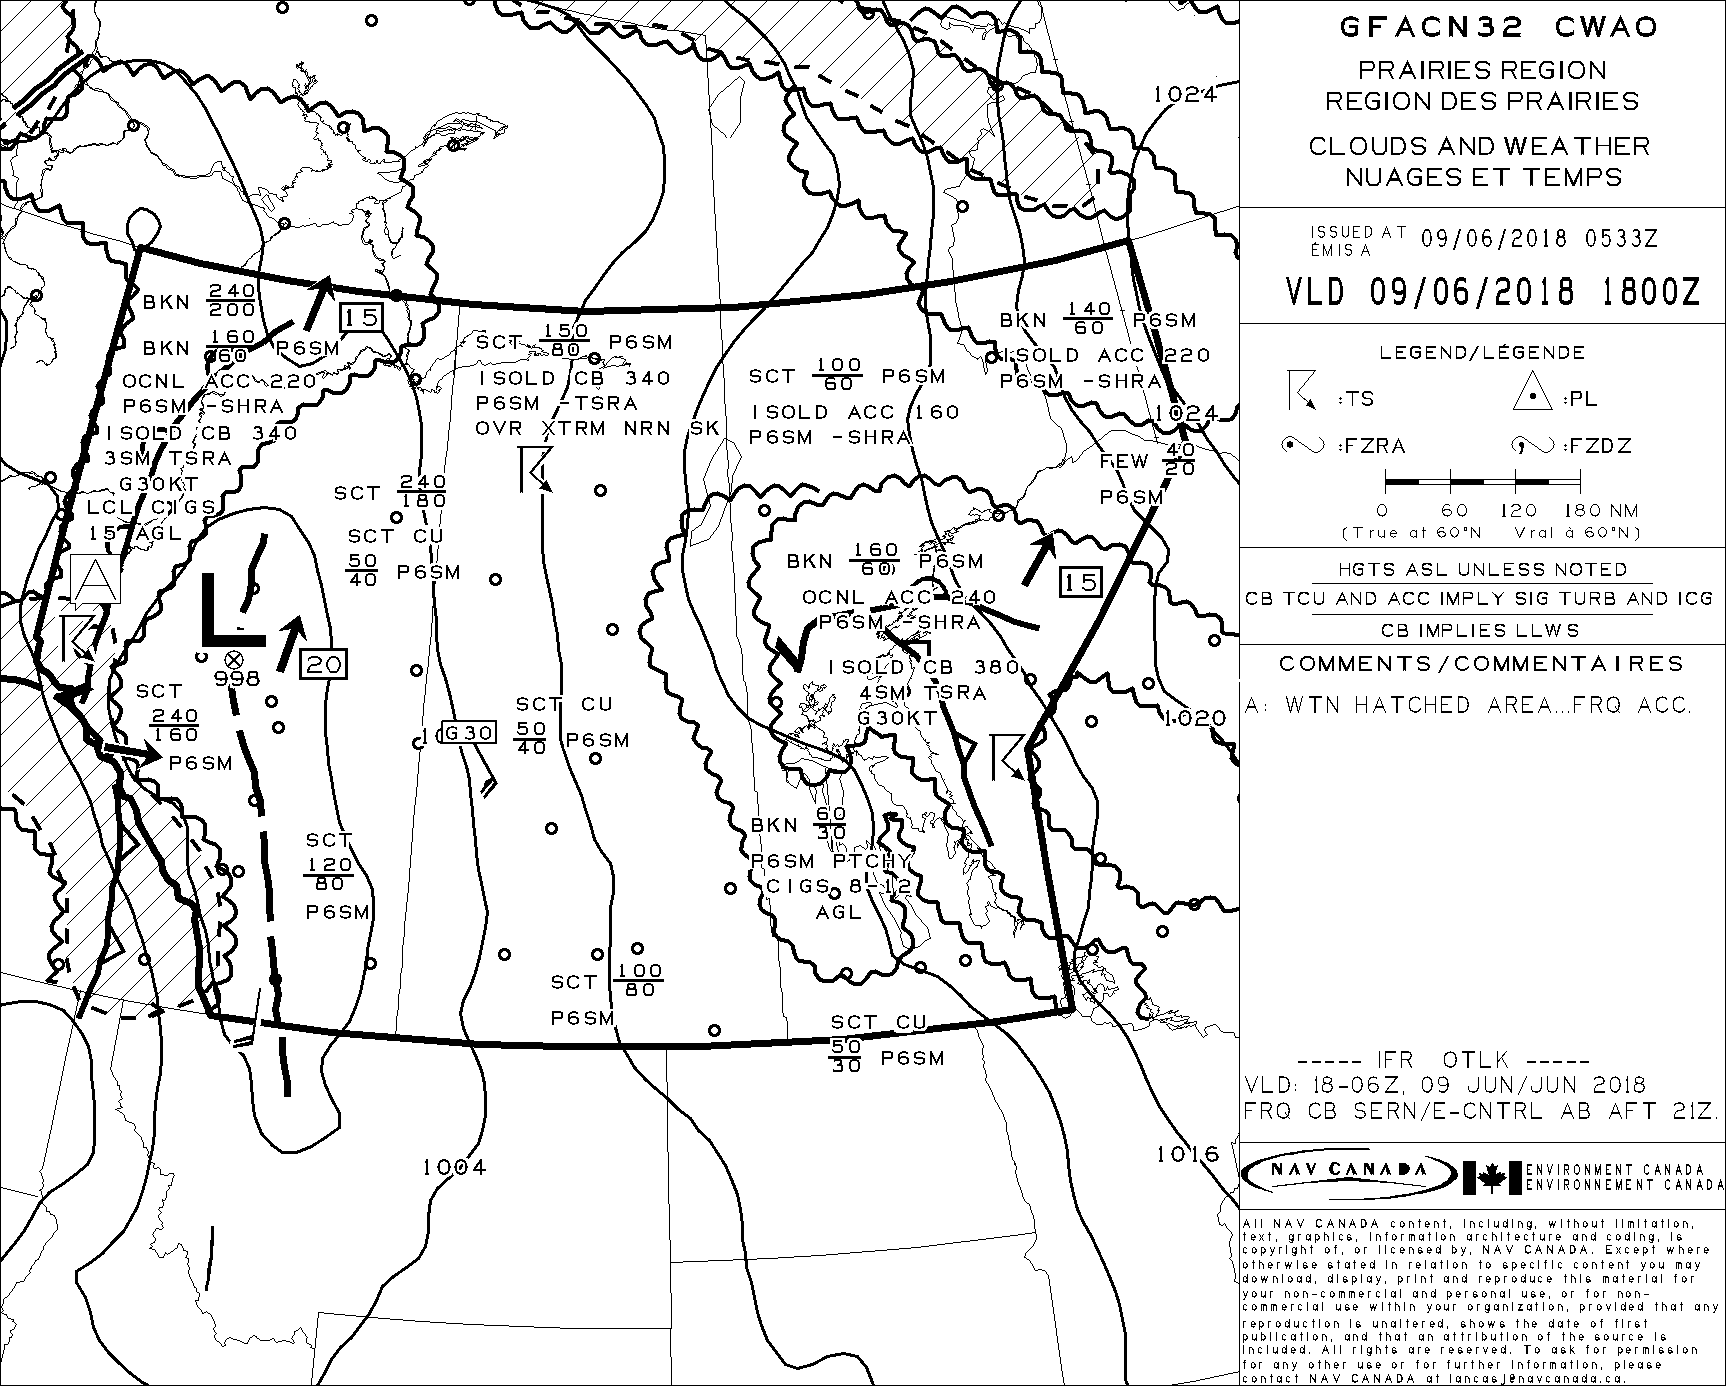 GFACN32 CWAO
PRAIRIES REGION
REGION DES PRAIRIES
CLOUDS AND WEATHER
NUAGES ET TEMPS
ISSUED AT
ÉMIS A
09/06/2018 0533Z
VLD 09/06/2018 1800Z
LEGEND/LÉGENDE
:TS
:PL
:FZRA
:FZDZ
0 60 120 180 NM
(True at 60°N Vrai à 60°N)
HGTS ASL UNLESS NOTED
CB TCU AND ACC IMPLY SIG TURB AND ICG
CB IMPLIES LLWS
COMMENTS/COMMENTAIRES
A: WTN HATCHED AREA...FRQ ACC.
----- IFR OTLK -----
VLD: 18-06Z, 09 JUN/JUN 2018
FRQ CB SERN/E-CNTRL AB AFT 21Z.
NAV CANADA
ENVIRONMENT CANADA
ENVIRONNEMENT CANADA
All NAV CANADA content, including, without limitation,
text, graphics, information architecture and coding, is
copyright of, or licensed by, NAV CANADA. Except where
otherwise stated in relation to specific content you may
download, display, print and reproduce this material for
your non-commercial and personal use, or for non-
commercial use within your organization, provided that any
reproduction is unaltered, shows the date of first
publication, and that an attribution of the source is
included. All rights are reserved. To ask for permission
for any other use or for further information, please
contact NAV CANADA at lancasj@navcanada.ca.
1024
BKN 240
200
BKN 160
60 P6SM
OCNL ACC 220
P6SM -SHRA
ISOLD CB 340
3SM TSRA
G30KT
LCL CIGS
15 AGL
A
15
SCT 150
80 P6SM
ISOLD CB 340
P6SM -TSRA
OVR XTRM NRN SK
SCT 100
60 P6SM
ISOLD ACC 160
P6SM -SHRA
BKN 140
60 P6SM
ISOLD ACC 220
P6SM -SHRA
1024
FEW 40
20
P6SM
SCT 240
180
SCT CU
50
40 P6SM
BKN 160
60 P6SM
OCNL ACC 240
P6SM -SHRA
ISOLD CB 380
4SM TSRA
G30KT
15
L
998
20
SCT
240
160
P6SM
G30
SCT CU
50
40 P6SM
1020
SCT
120
80
P6SM
BKN 60
30
P6SM PTCHY
CIGS 8-12
AGL
SCT 100
80
P6SM
SCT CU
50
30 P6SM
1004
1016